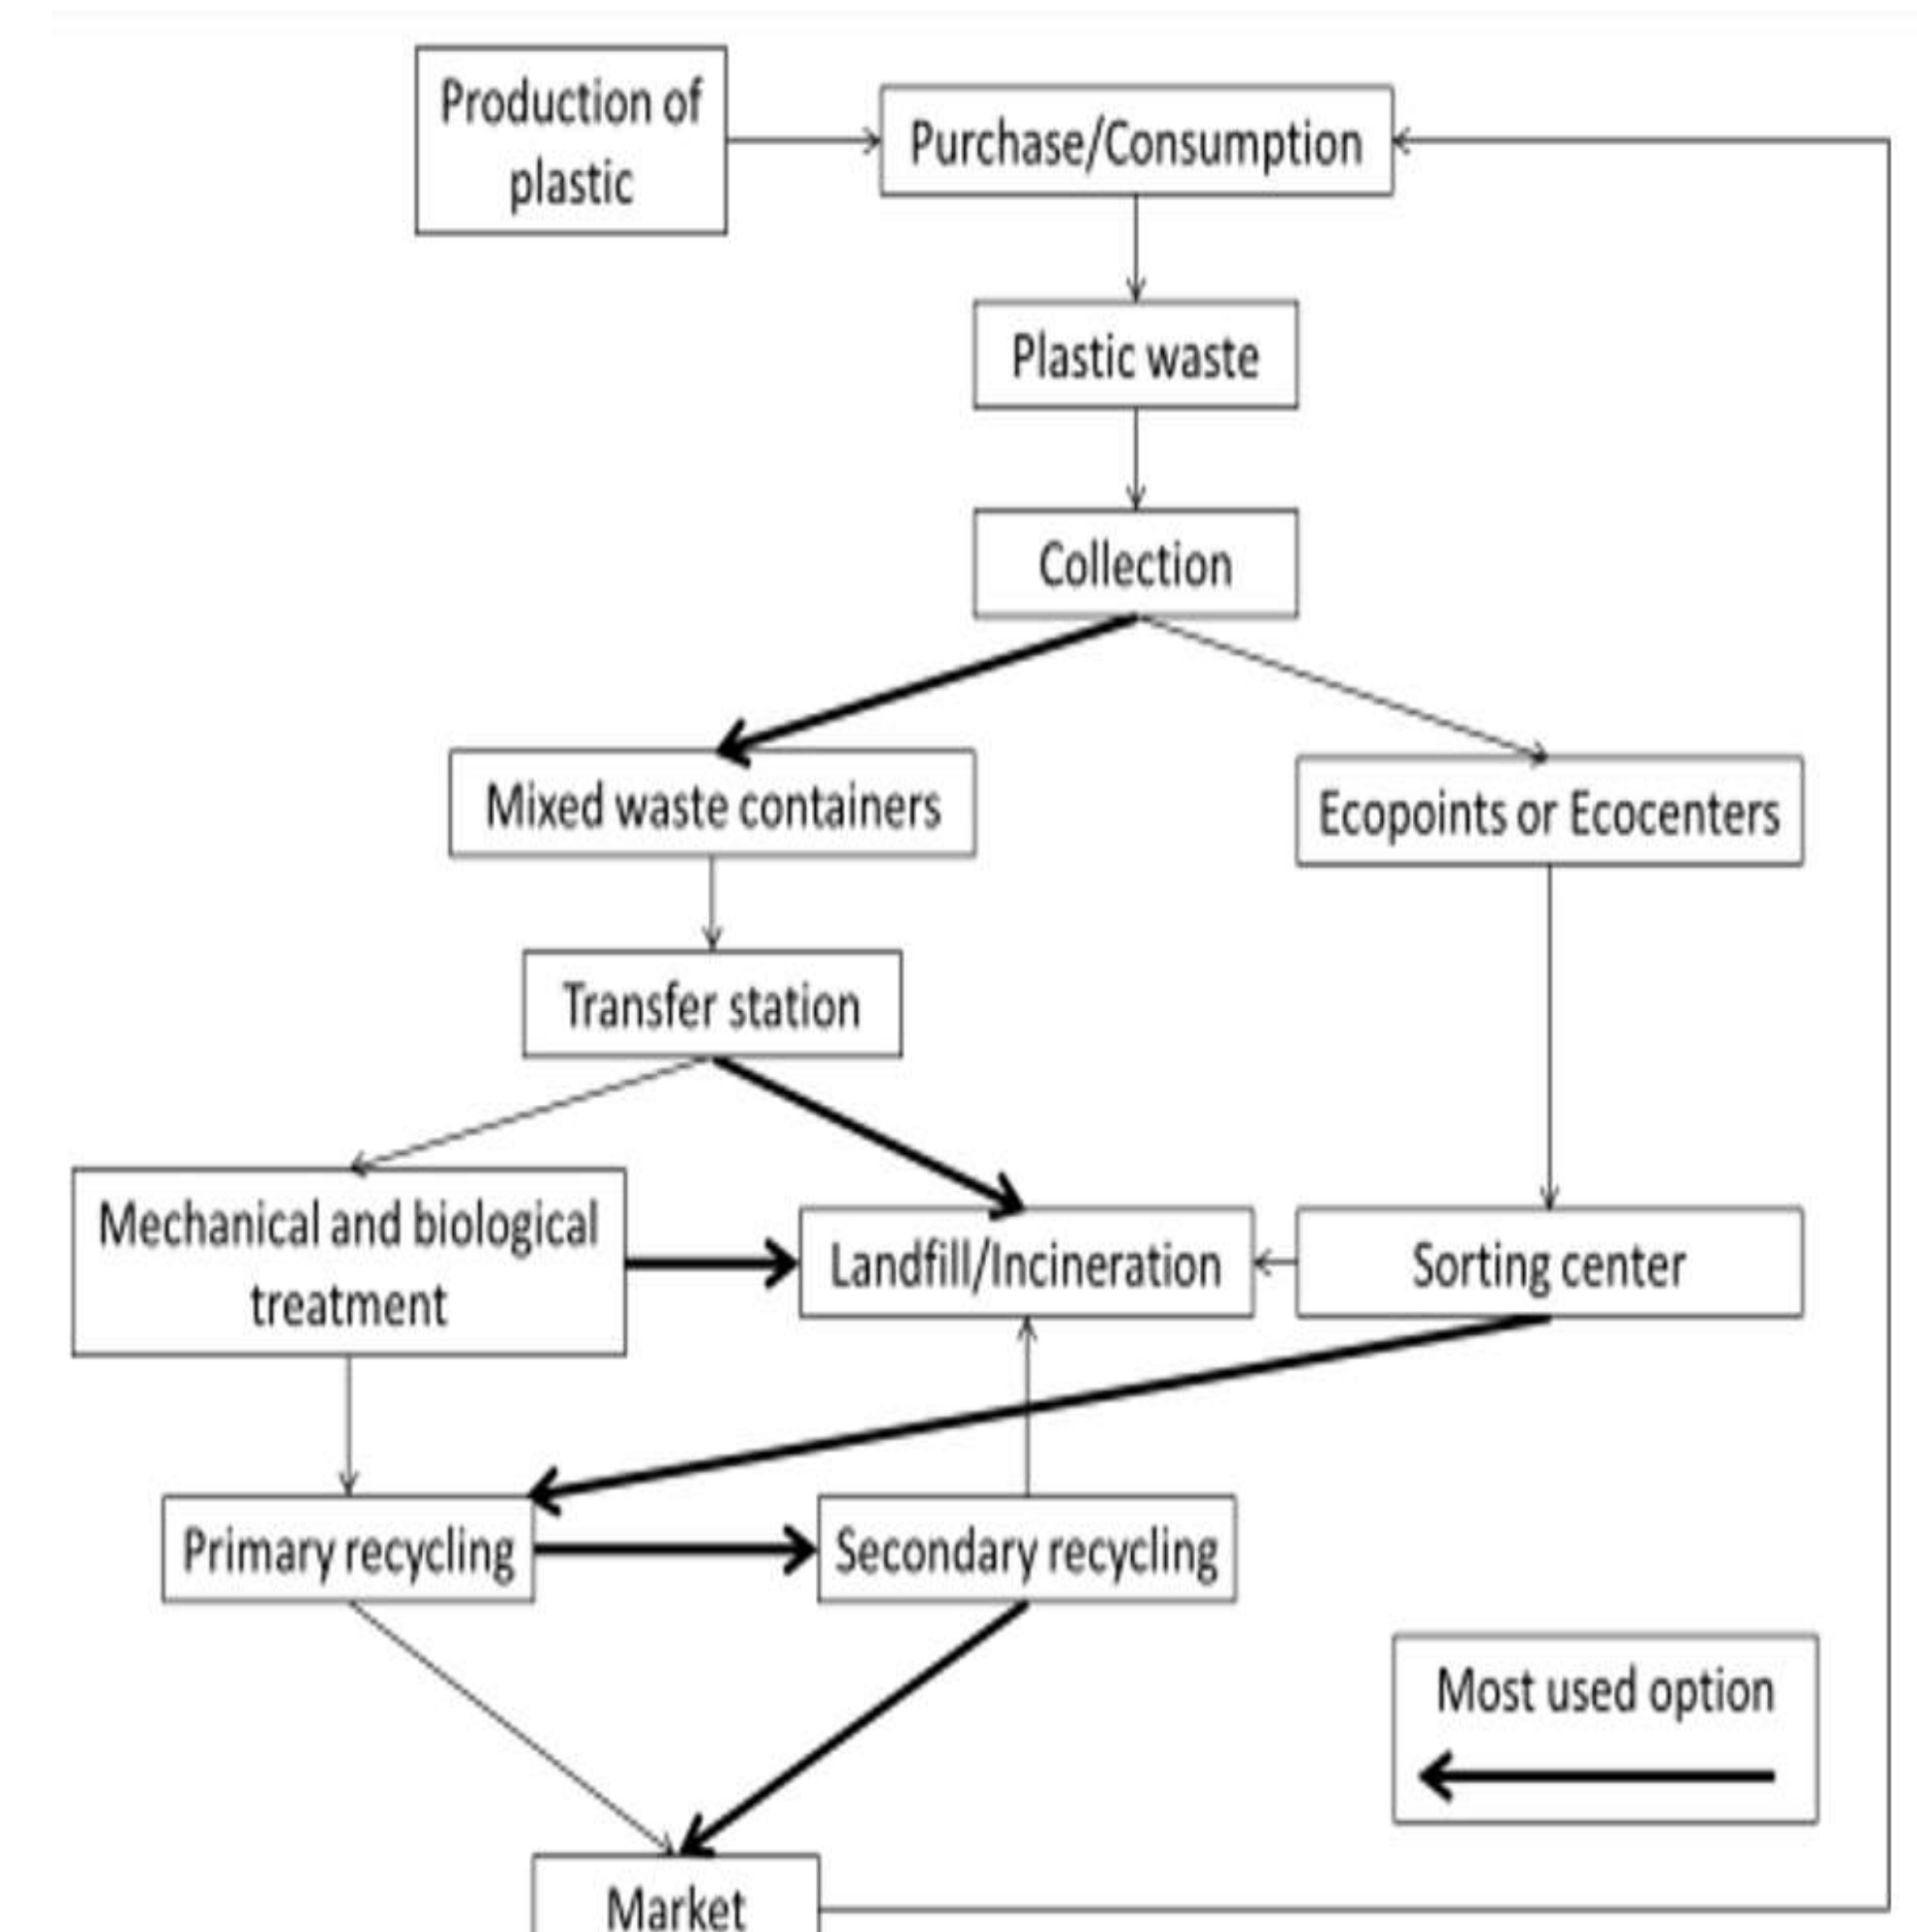 Production of
plastic
Purchase/Consumption
Plastic waste
Collection
Mixed waste containers
Ecopoints or Ecocenters
Transfer station
Mechanical and biological
treatment
Landfill/Incineration
Sorting center
Primary recycling
Secondary recycling
Most used option
Market